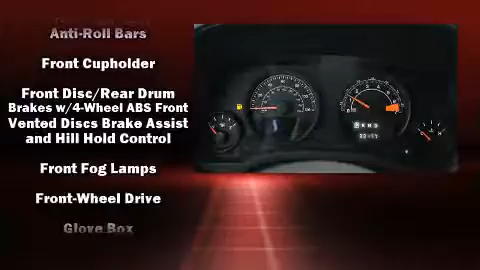 Anti-Roll Bars
Front Cupholder
Front Disc/Rear Drum
Brakes w/4-Wheel ABS Front
Vented Discs Brake Assist
and Hill Hold Control
Front Fog Lamps
Front-Wheel Drive
Glove Box